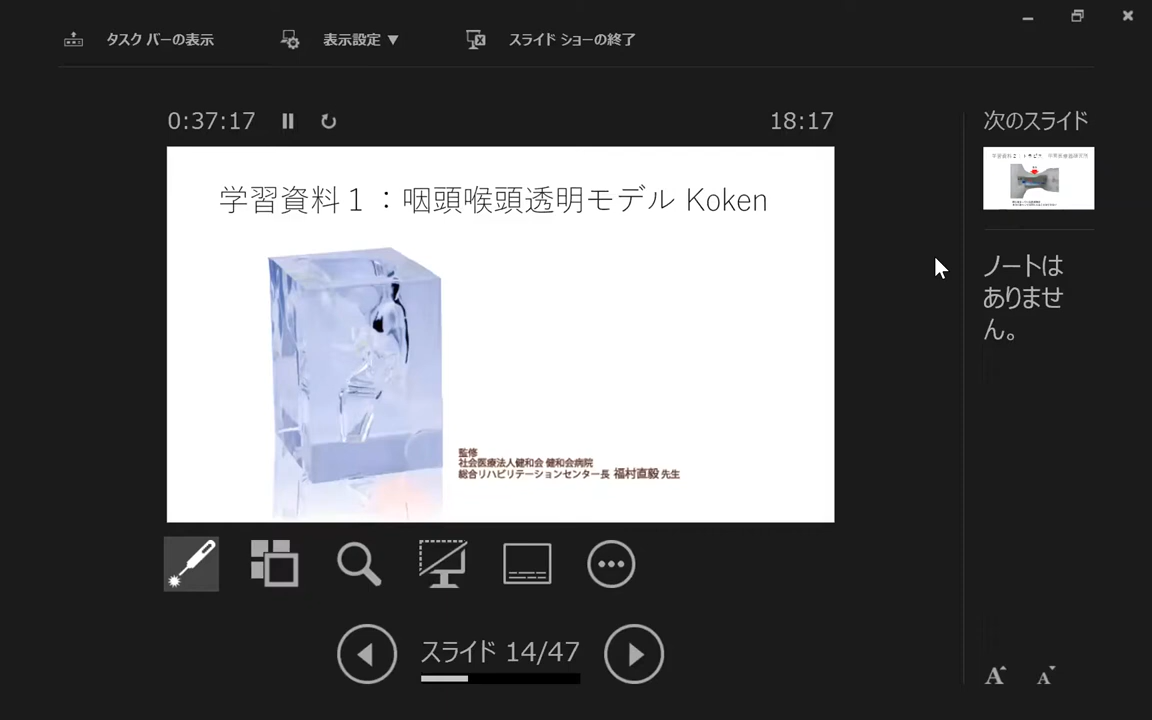 タスク バーの表示
表示設定 ▼
スライド ショーの終了
0:37:17
18:17
次のスライド
学習資料１：咽頭喉頭透明モデル Koken
監修
社会医療法人健和会 健和会病院
総合リハビリテーションセンター長 福村直毅 先生
ノートは
ありませ
ん。
スライド 14/47
A
A